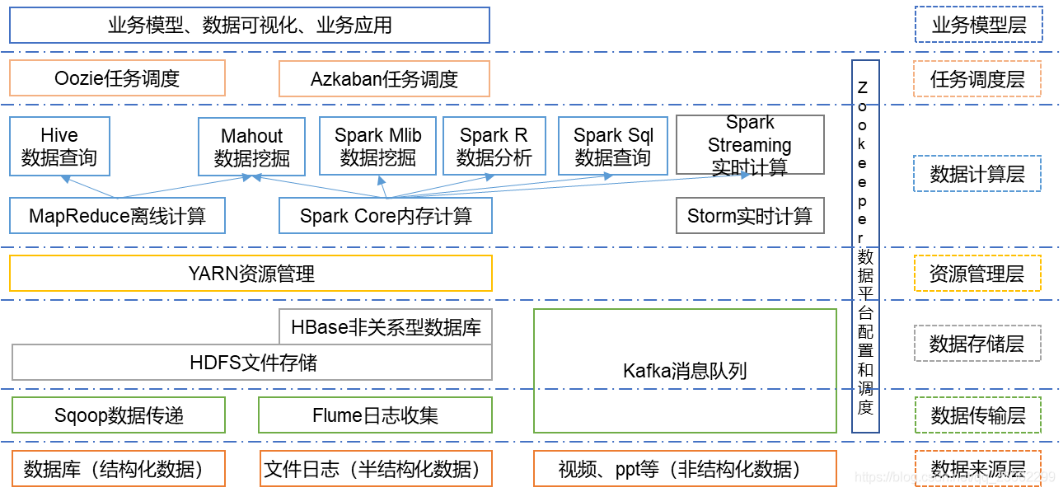 业务模型、数据可视化、业务应用
业务模型层
Oozie任务调度
Azkaban任务调度
任务调度层
Hive
数据查询
Mahout
数据挖掘
Spark Mlib
数据挖掘
Spark R
数据分析
Spark Sql
数据查询
Spark
Streaming
实时计算
数据计算层
MapReduce离线计算
Spark Core内存计算
Storm实时计算
Zookeeper数据平台配置和调度
YARN资源管理
资源管理层
HBase非关系型数据库
HDFS文件存储
Kafka消息队列
数据存储层
Sqoop数据传递
Flume日志收集
数据传输层
数据库（结构化数据）
文件日志（半结构化数据）
视频、ppt等（非结构化数据）
数据来源层